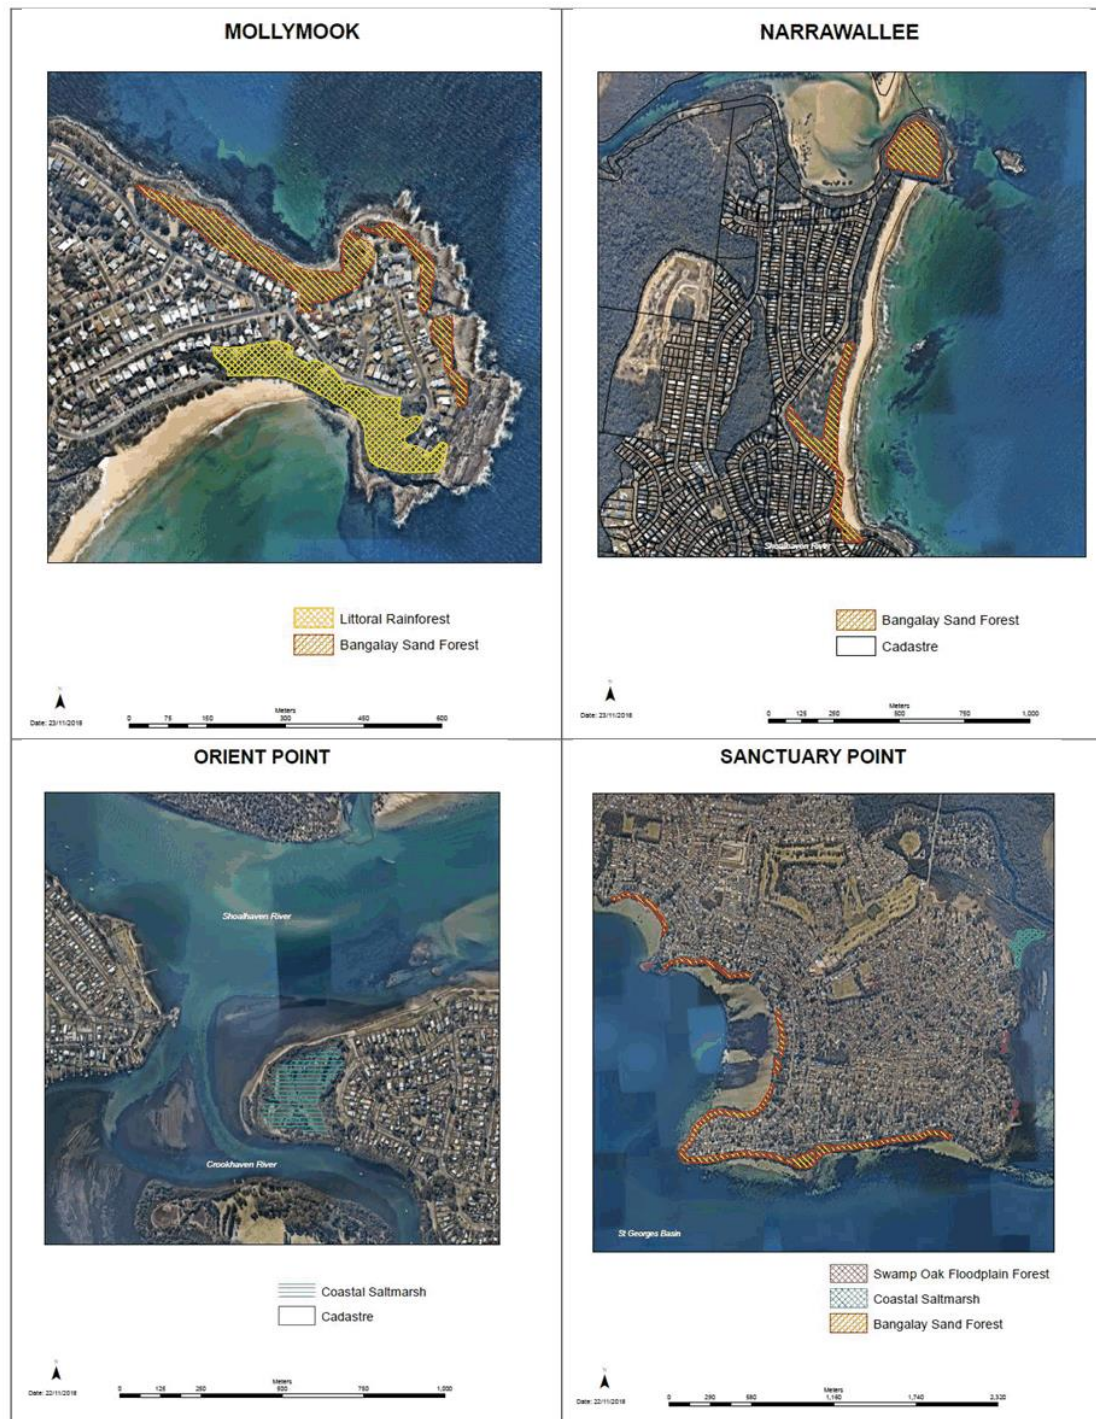 MOLLYMOOK
Littoral Rainforest
Bangalay Sand Forest
Date: 23/11/2018
Meters
0 75 150 300 450 600
NARRAWALLEE
Shoalhaven River
Bangalay Sand Forest
Cadastre
Date: 23/11/2018
Meters
0 125 250 500 750 1,000
ORIENT POINT
Shoalhaven River
Crookhaven River
Coastal Saltmarsh
Cadastre
Date: 22/11/2018
Meters
0 125 250 500 750 1,000
SANCTUARY POINT
St Georges Basin
Swamp Oak Floodplain Forest
Coastal Saltmarsh
Bangalay Sand Forest
Date: 22/11/2018
Meters
0 290 580 1,160 1,740 2,320